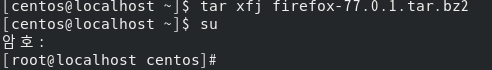 [centos@localhost ~]$ tar xfj firefox-77.0.1.tar.bz2
[centos@localhost ~]$ su
암호:
[root@localhost centos]#